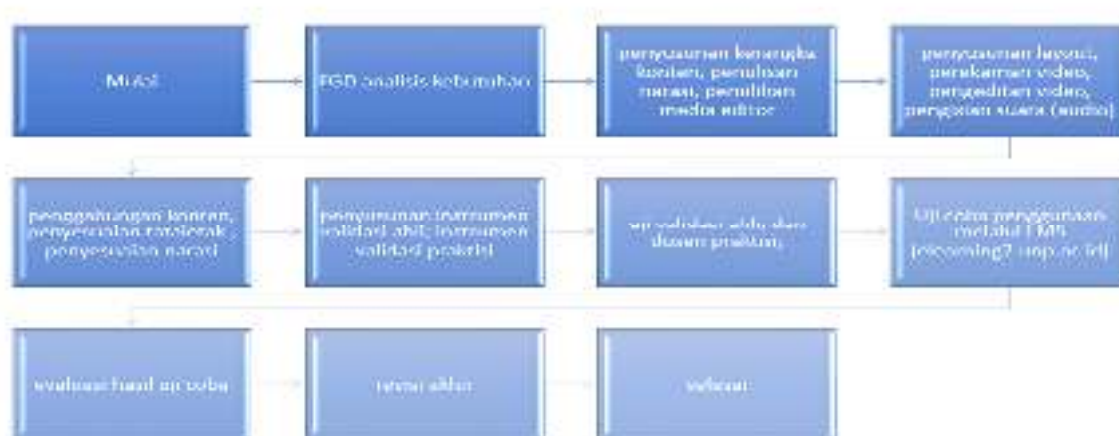 Mulai
FGD analisis kebutuhan
penyusunan kerangka
konten, penulisan
narasi, pemilihan
media editor
penyusunan layout,
perekaman video,
pengeditan video,
pengisian suara (audio)
penggabungan konten,
penyesuaian tataletak,
penyesuaian narasi
penyusunan instrumen
validasi ahli, instrumen
validasi praktisi
uji validasi ahli, dan
dosen praktisi,
Uji coba penggunaan
melalui LMS
(elearning2.unp.ac.id)
evaluasi hasil uji coba
revisi akhir
selesai